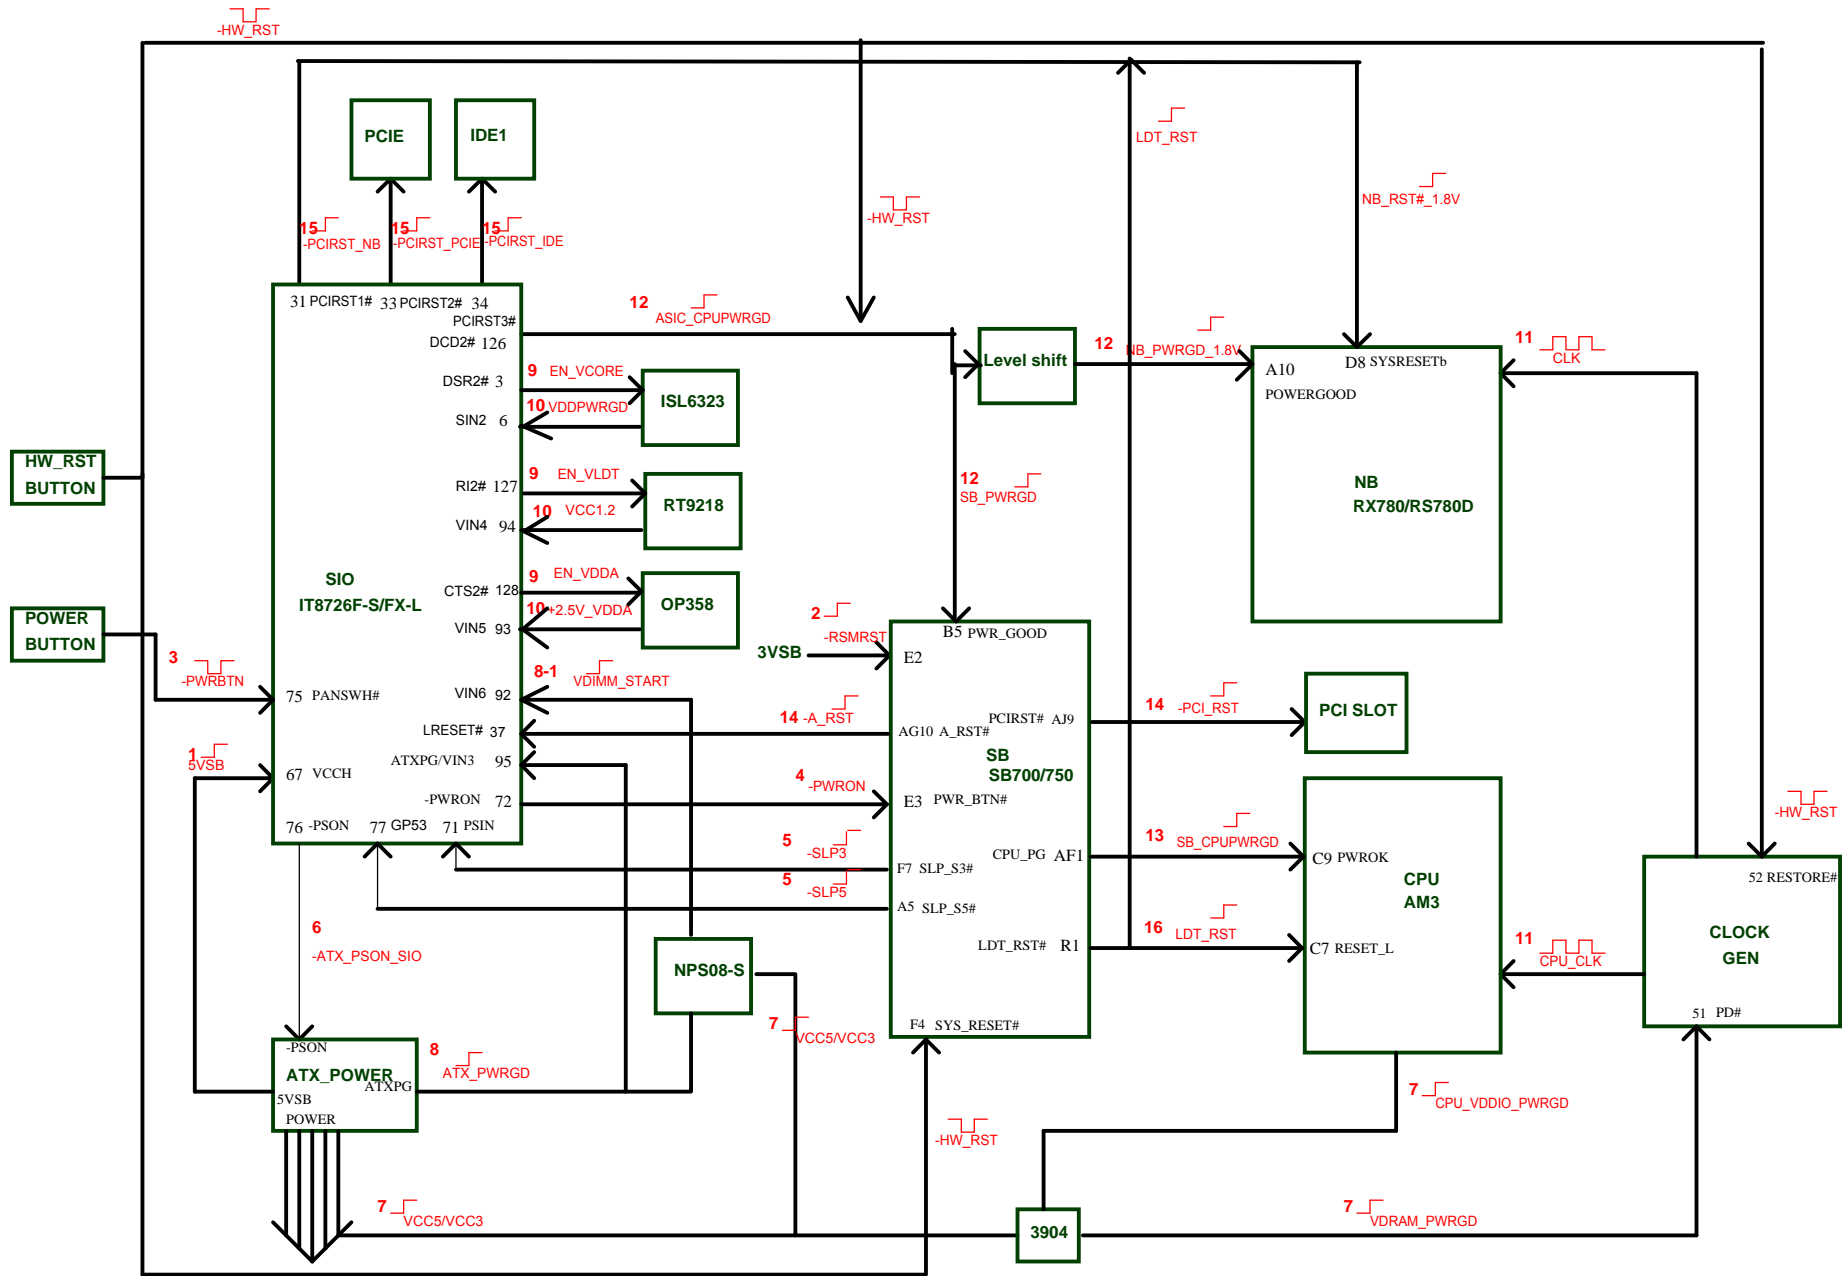 -HW_RST
PCIE
IDE1
LDT_RST
-HW_RST
NB_RST#_1.8V
15
-PCIRST_NB
15
-PCIRST_PCIE
15
-PCIRST_IDE
31 PCIRST1#
33 PCIRST2#
34
PCIRST3#
12
ASIC_CPUPWRGD
DCD2# 126
Level shift
12
NB_PWRGD_1.8V
A10
POWERGOOD
D8 SYSRESETb
11
CLK
DSR2# 3
9 EN_VCORE
ISL6323
SIN2 6
10 VDDPWRGD
HW_RST
BUTTON
RI2# 127
9 EN_VLDT
RT9218
VIN4 94
10 VCC1.2
12
SB_PWRGD
NB
RX780/RS780D
SIO
IT8726F-S/FX-L
CTS2# 128
9 EN_VDDA
OP358
VIN5 93
10 +2.5V_VDDA
POWER
BUTTON
2
-RSMRST
3VSB
E2
B5 PWR_GOOD
3
-PWRBTN
75 PANSWH#
VIN6 92
8-1
VDIMM_START
LRESET# 37
14 -A_RST
AG10 A_RST#
PCIRST# AJ9
14
-PCI_RST
PCI SLOT
1
5VSB
67 VCCH
ATXPG/VIN3 95
SB
SB700/750
-PWRON 72
4
-PWRON
E3 PWR_BTN#
-HW_RST
76 -PSON
77 GP53
71 PSIN
5
-SLP3
F7 SLP_S3#
CPU_PG AF1
13
SB_CPUPWRGD
C9 PWROK
CPU
AM3
52 RESTORE#
5
-SLP5
A5 SLP_S5#
LDT_RST# R1
16
LDT_RST
C7 RESET_L
11
CPU_CLK
CLOCK
GEN
6
-ATX_PSON_SIO
NPS08-S
7
VCC5/VCC3
F4 SYS_RESET#
51 PD#
-PSON
ATX_POWER
ATXPG
5VSB
POWER
8
ATX_PWRGD
7
CPU_VDDIO_PWRGD
-HW_RST
7
VCC5/VCC3
3904
7
VDRAM_PWRGD